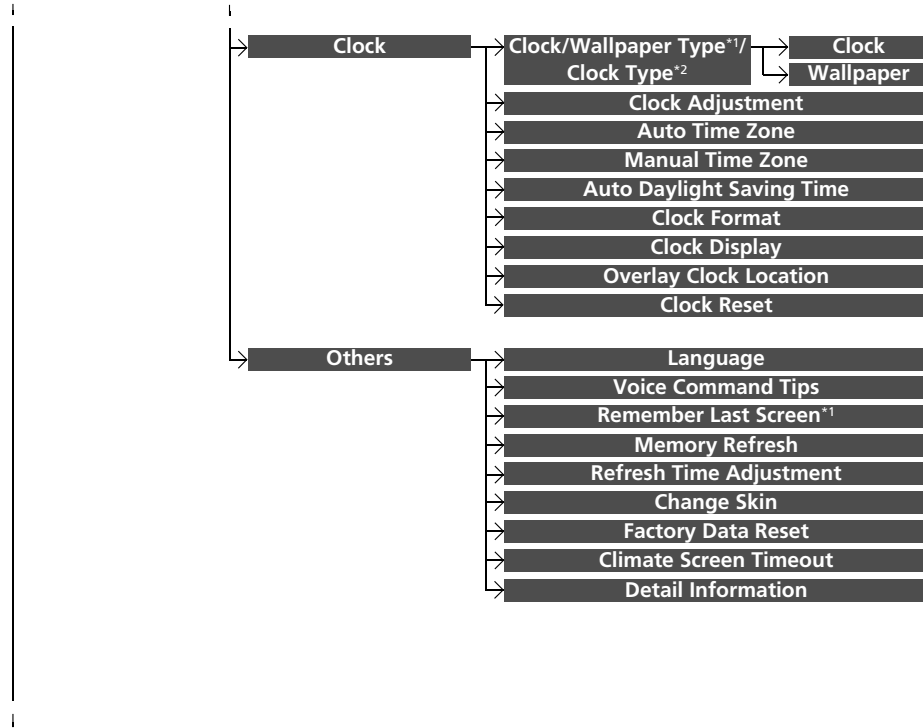 Clock
Clock/Wallpaper Type*1/
Clock Type*2
Clock
Wallpaper
Clock Adjustment
Auto Time Zone
Manual Time Zone
Auto Daylight Saving Time
Clock Format
Clock Display
Overlay Clock Location
Clock Reset
Others
Language
Voice Command Tips
Remember Last Screen*1
Memory Refresh
Refresh Time Adjustment
Change Skin
Factory Data Reset
Climate Screen Timeout
Detail Information